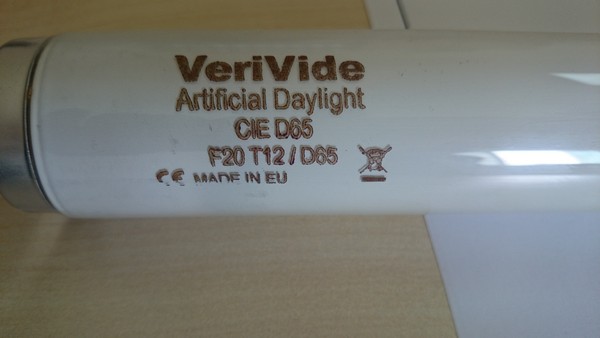 VeriVide
Artificial Daylight
CIE D65
F20 T12 / D65
CE MADE IN EU